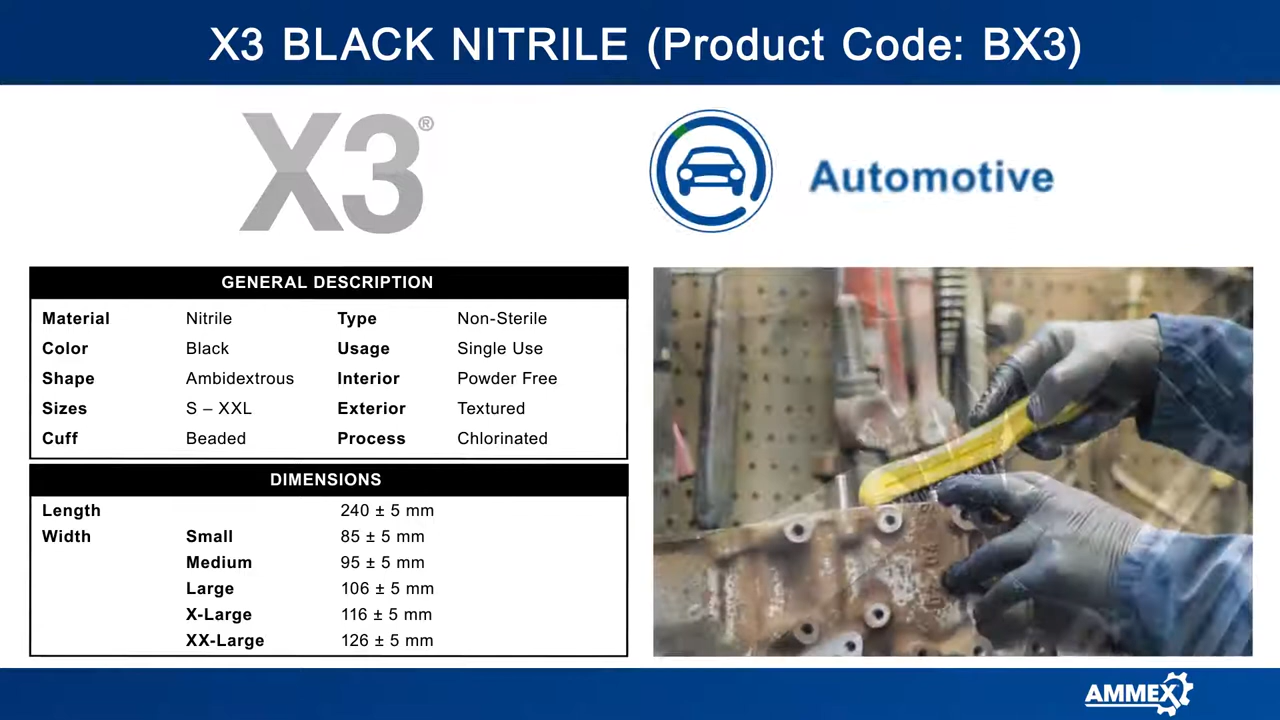 X3 BLACK NITRILE (Product Code: BX3)
X3®
Automotive
GENERAL DESCRIPTION
Material Nitrile Type Non-Sterile
Color Black Usage Single Use
Shape Ambidextrous Interior Powder Free
Sizes S – XXL Exterior Textured
Cuff Beaded Process Chlorinated
DIMENSIONS
Length 240 ± 5 mm
Width Small 85 ± 5 mm
Medium 95 ± 5 mm
Large 106 ± 5 mm
X-Large 116 ± 5 mm
XX-Large 126 ± 5 mm
AMMEX